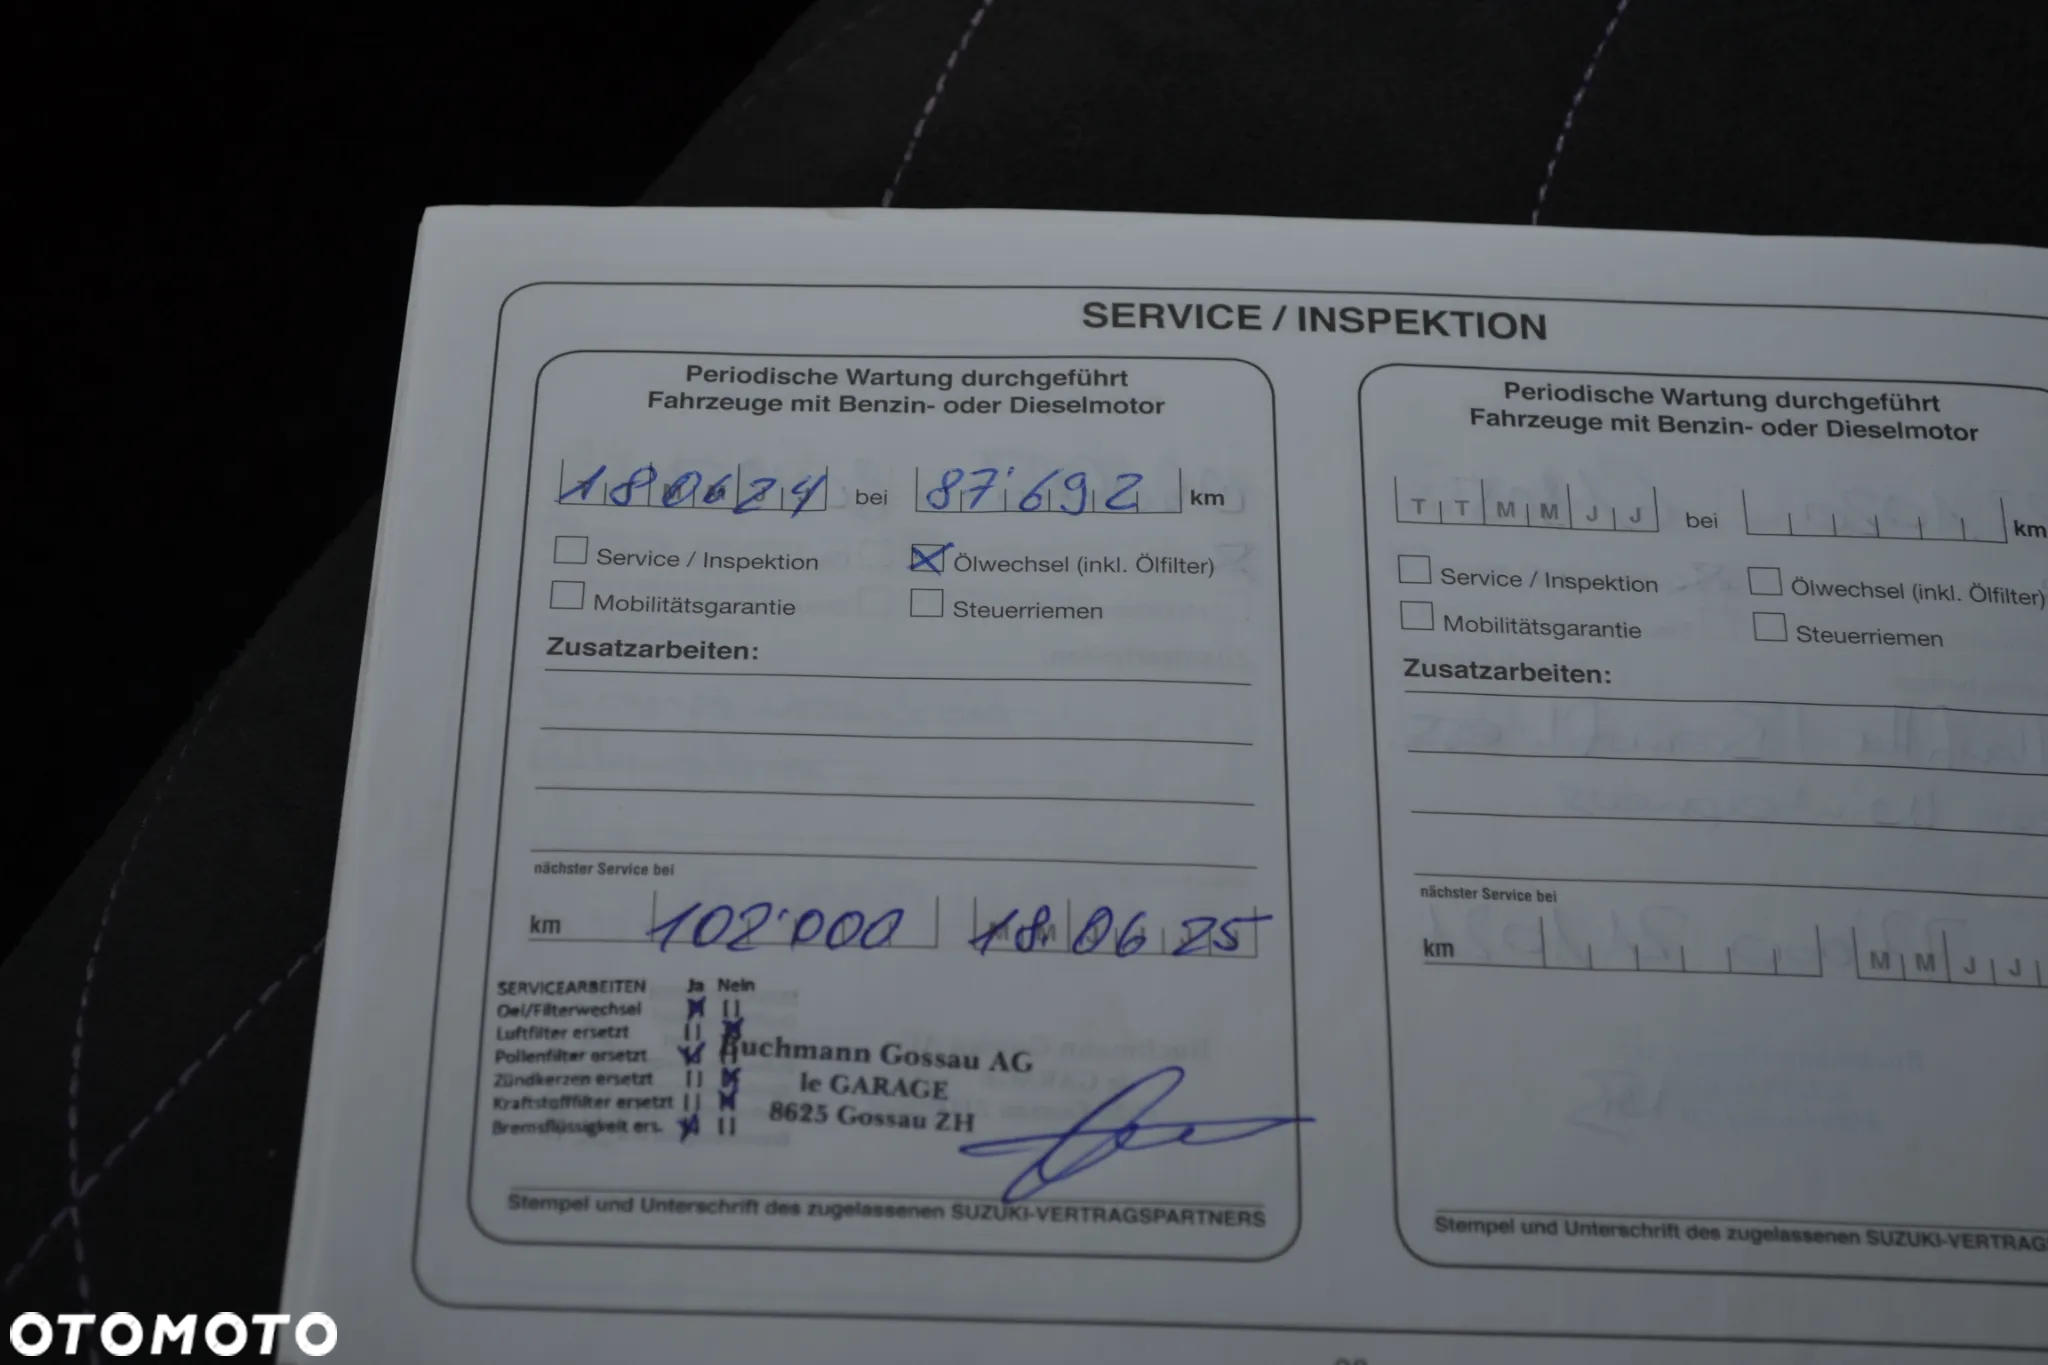 SERVICE / INSPEKTION
Periodische Wartung durchgeführt
Fahrzeuge mit Benzin- oder Dieselmotor
180624 bei 87'692 km
Service / Inspektion Ölwechsel (inkl. Ölfilter)
Mobilitätsgarantie Steuerriemen
Zusatzarbeiten:
nächster Service bei
km 102'000 18.06.25
SERVICEARBEITEN Ja Nein
Oel/Filterwechsel
Luftfilter ersetzt
Pollenfilter ersetzt
Zündkerzen ersetzt
Kraftstofffilter ersetzt
Bremsflüssigkeit ers.
Buchmann Gossau AG
le GARAGE
8625 Gossau ZH
Stempel und Unterschrift des zugelassenen SUZUKI-VERTRAGSPARTNERS
Periodische Wartung durchgeführt
Fahrzeuge mit Benzin- oder Dieselmotor
T T M M J J bei km
Service / Inspektion Ölwechsel (inkl. Ölfilter)
Mobilitätsgarantie Steuerriemen
Zusatzarbeiten:
nächster Service bei
km M M J J
Stempel und Unterschrift des zugelassenen SUZUKI-VERTRAG
OTOMOTO